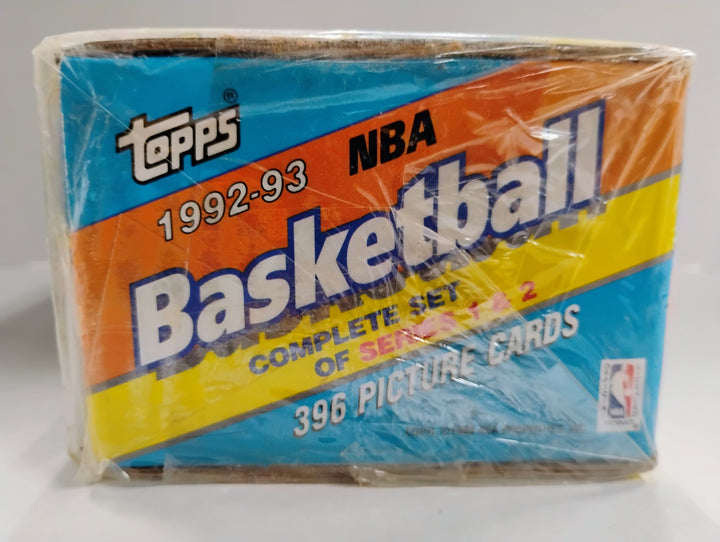 TOPPS®
1992-93 NBA
Basketball
COMPLETE SET
OF SERIES 1 & 2
396 PICTURE CARDS